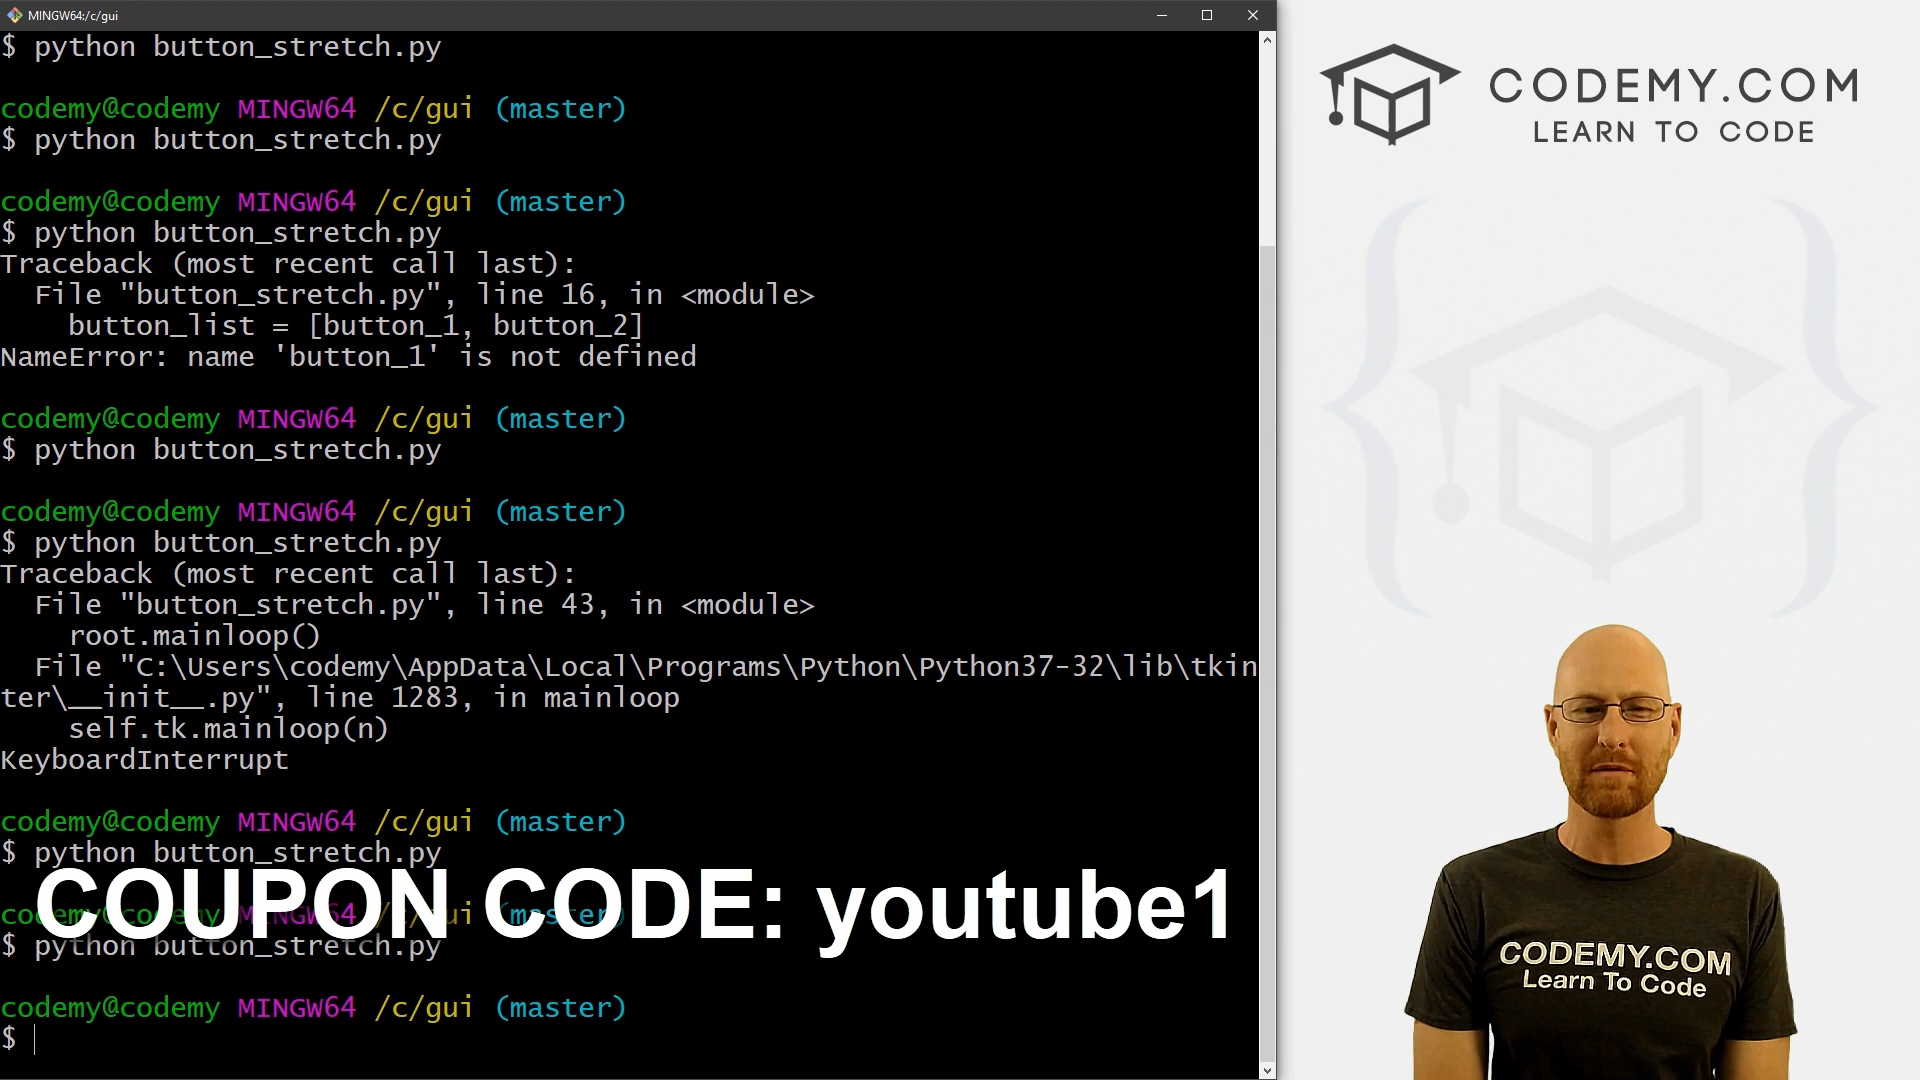 MINGW64:/c/gui
$ python button_stretch.py
codemy@codemy MINGW64 /c/gui (master)
$ python button_stretch.py
codemy@codemy MINGW64 /c/gui (master)
$ python button_stretch.py
Traceback (most recent call last):
  File "button_stretch.py", line 16, in <module>
    button_list = [button_1, button_2]
NameError: name 'button_1' is not defined
codemy@codemy MINGW64 /c/gui (master)
$ python button_stretch.py
codemy@codemy MINGW64 /c/gui (master)
$ python button_stretch.py
Traceback (most recent call last):
  File "button_stretch.py", line 43, in <module>
    root.mainloop()
  File "C:\Users\codemy\AppData\Local\Programs\Python\Python37-32\lib\tkin
ter\__init__.py", line 1283, in mainloop
    self.tk.mainloop(n)
KeyboardInterrupt
codemy@codemy MINGW64 /c/gui (master)
$ python button_stretch.py
codemy@codemy MINGW64 /c/gui (master)
COUPON CODE: youtube1
$ python button_stretch.py
codemy@codemy MINGW64 /c/gui (master)
$
CODEMY.COM
LEARN TO CODE
CODEMY.COM
Learn To Code